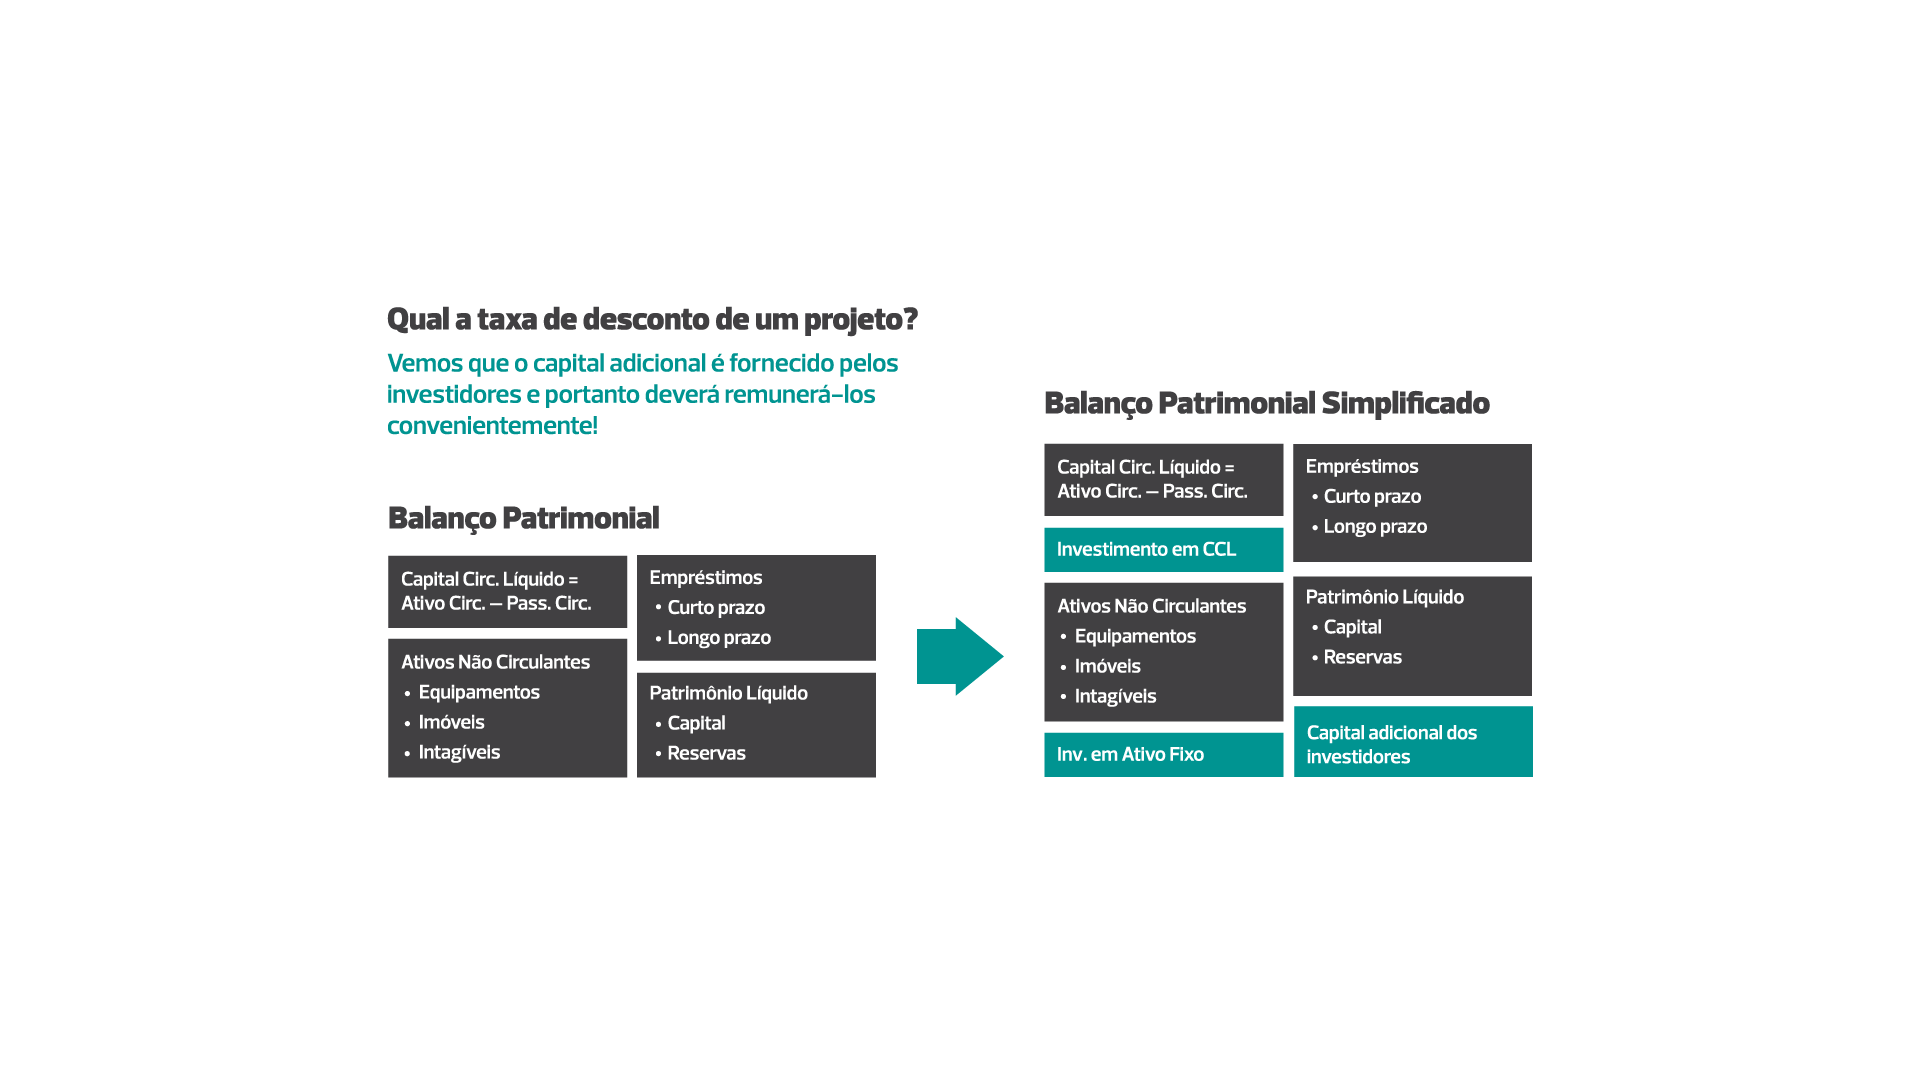 Qual a taxa de desconto de um projeto?
Vemos que o capital adicional é fornecido pelos
investidores e portanto deverá remunerá-los
convenientemente!
Balanço Patrimonial
Capital Circ. Líquido =
Ativo Circ. – Pass. Circ.
Ativos Não Circulantes
• Equipamentos
• Imóveis
• Intagíveis
Empréstimos
• Curto prazo
• Longo prazo
Patrimônio Líquido
• Capital
• Reservas
Balanço Patrimonial Simplificado
Capital Circ. Líquido =
Ativo Circ. – Pass. Circ.
Investimento em CCL
Ativos Não Circulantes
• Equipamentos
• Imóveis
• Intagíveis
Inv. em Ativo Fixo
Empréstimos
• Curto prazo
• Longo prazo
Patrimônio Líquido
• Capital
• Reservas
Capital adicional dos
investidores